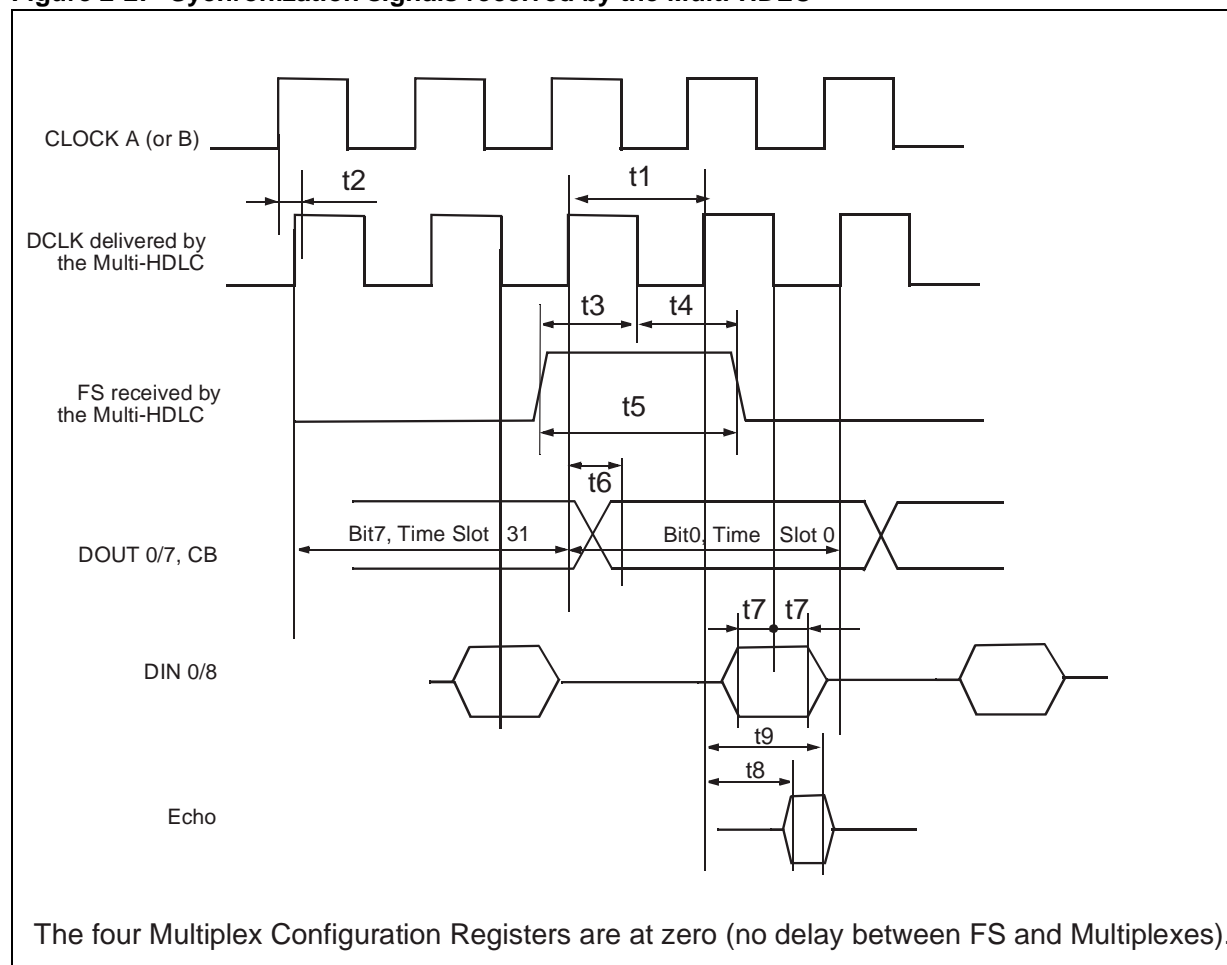 Figure 2-2. Sychronization signals received by the Multi-HDLC
CLOCK A (or B)
t2
t1
DCLK delivered by
the Multi-HDLC
t3
t4
FS received by
the Multi-HDLC
t5
t6
Bit7, Time Slot 31
Bit0, Time Slot 0
DOUT 0/7, CB
t7 t7
DIN 0/8
t9
t8
Echo
The four Multiplex Configuration Registers are at zero (no delay between FS and Multiplexes).